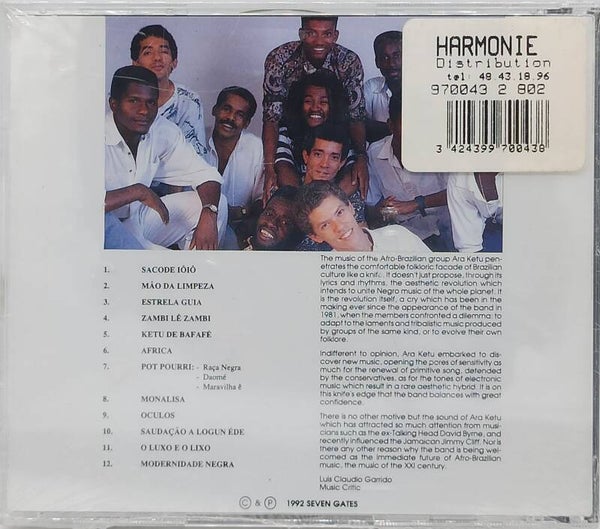 HARMONIE
Distribution
tel: 48 43.18.96
970043 2 802
3 424399 700438
1. SACODE IÔIÔ
2. MÃO DA LIMPEZA
3. ESTRELA GUIA
4. ZAMBI LÊ ZAMBI
5. KETU DE BAFAFÉ
6. AFRICA
7. POT POURRI: - Raça Negra
- Daomé
- Maravilha ê
8. MONALISA
9. OCULOS
10. SAUDAÇÃO A LOGUN ÉDE
11. O LUXO E O LIXO
12. MODERNIDADE NEGRA
The music of the Afro-Brazilian group Ara Ketu pen-
etrates the comfortable folkloric facade of Brazilian
culture like a knife. It doesn't just propose, through its
lyrics and rhythms, the aesthetic revolution which
intends to unite Negro music of the whole planet. It
is the revolution itself, a cry which has been in the
making ever since the appearance of the band in
1981, when the members confronted a dilemma: to
adapt to the laments and tribalistic music produced
by groups of the same kind, or to evolve their own
folklore.
Indifferent to opinion, Ara Ketu embarked to dis-
cover new music, opening the pores of sensitivity as
much for the renewal of primitive song, defended
by the conservatives, as for the tones of electronic
music which result in a rare aesthetic hybrid. It is on
this knife's edge that the band balances with great
confidence.
There is no other motive but the sound of Ara Ketu
which has attracted so much attention from musi-
cians such as the ex-Talking Head David Byrne, and
recently influenced the Jamaican Jimmy Cliff. Nor is
there any other reason why the band is being wel-
comed as the immediate future of Afro-Brazilian
music, the music of the XXI century.
Luis Claudio Garrido
Music Critic
© & ℗ 1992 SEVEN GATES